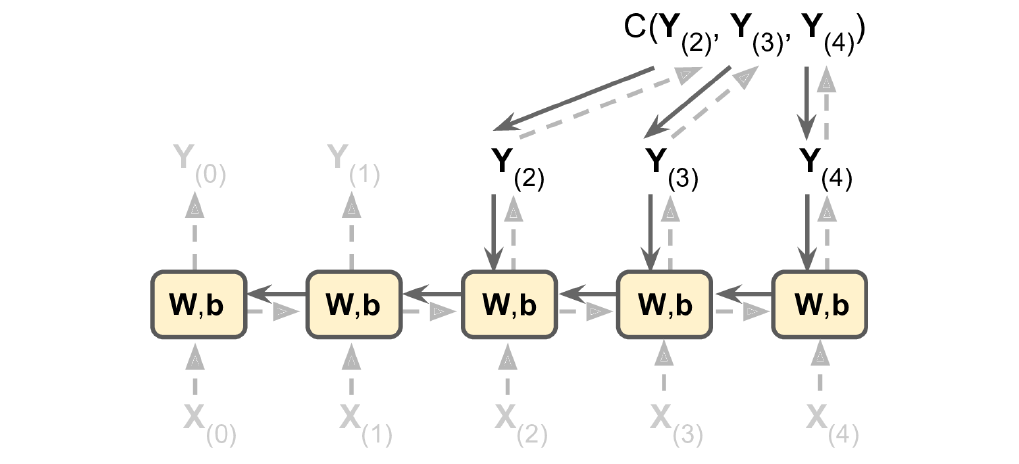 C(Y(2), Y(3), Y(4))
Y(0) Y(1) Y(2) Y(3) Y(4)
W,b W,b W,b W,b W,b
X(0) X(1) X(2) X(3) X(4)